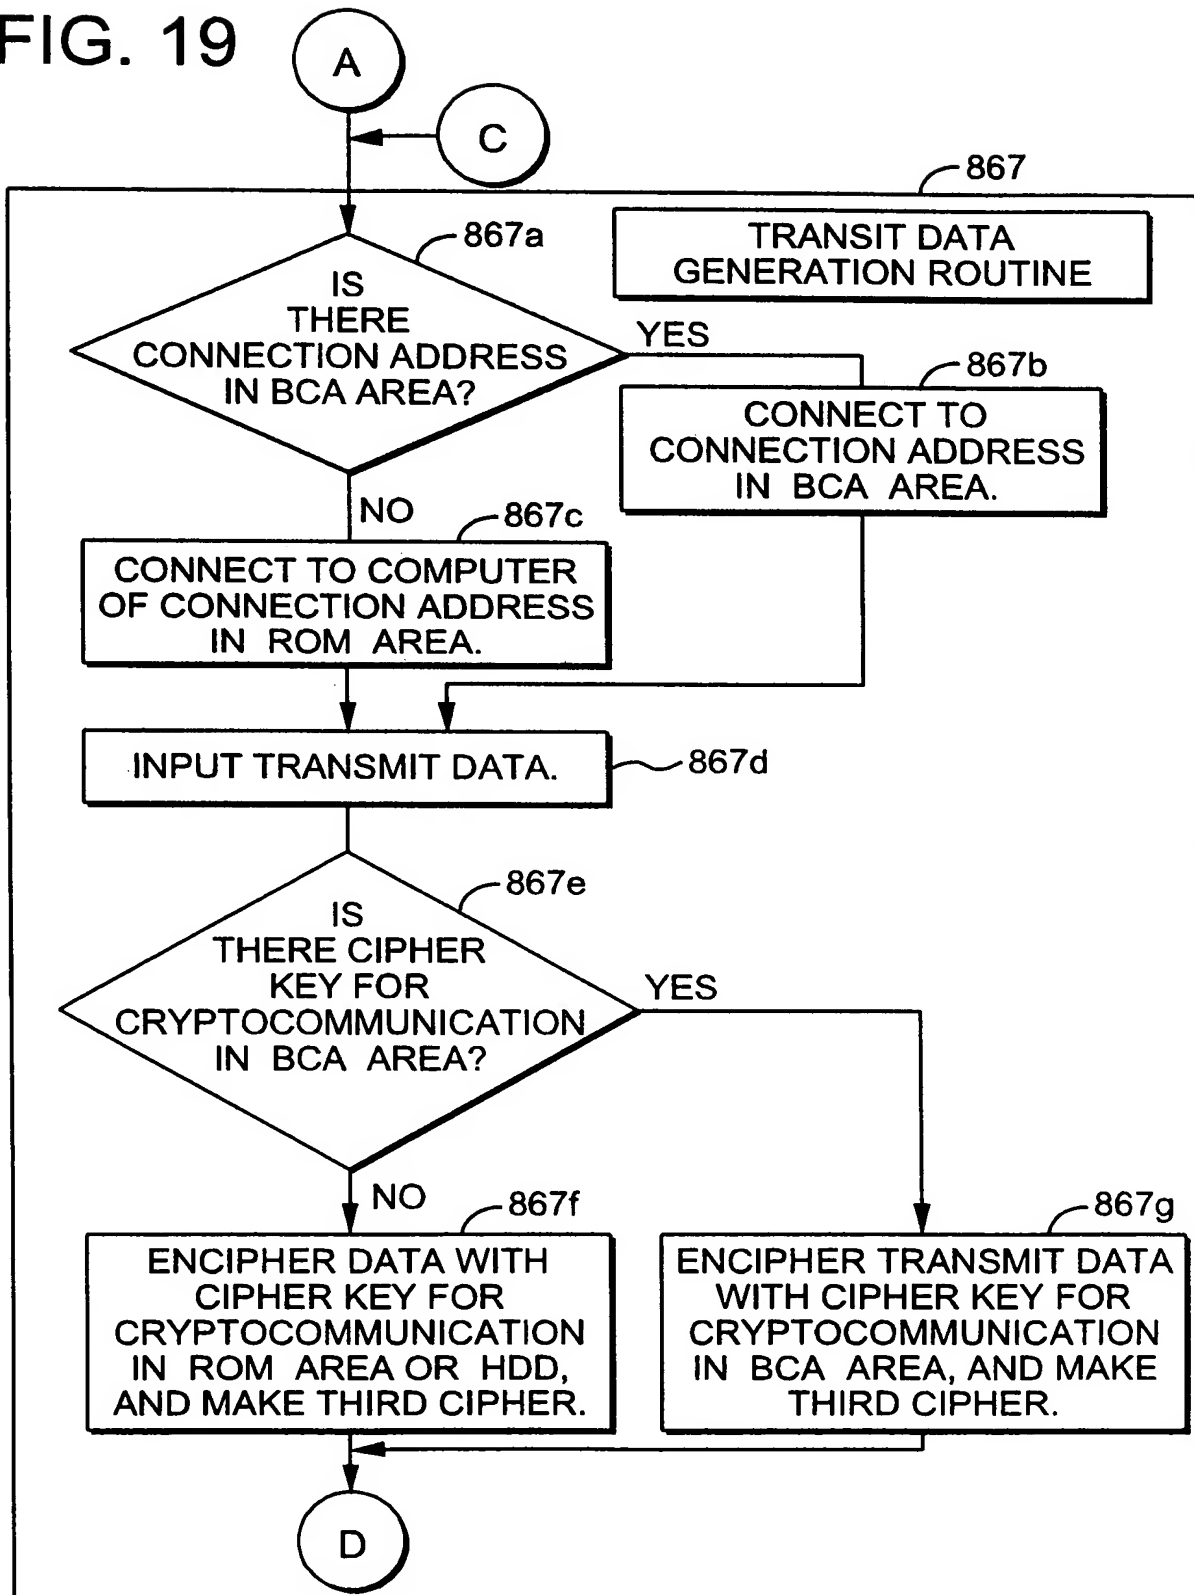 FIG. 19
A
C
867
TRANSIT DATA
GENERATION ROUTINE
867a
IS
THERE
CONNECTION ADDRESS
IN BCA AREA?
YES
867b
CONNECT TO
CONNECTION ADDRESS
IN BCA AREA.
NO
867c
CONNECT TO COMPUTER
OF CONNECTION ADDRESS
IN ROM AREA.
INPUT TRANSMIT DATA.
867d
867e
IS
THERE CIPHER
KEY FOR
CRYPTOCOMMUNICATION
IN BCA AREA?
YES
NO
867f
ENCIPHER DATA WITH
CIPHER KEY FOR
CRYPTOCOMMUNICATION
IN ROM AREA OR HDD,
AND MAKE THIRD CIPHER.
867g
ENCIPHER TRANSMIT DATA
WITH CIPHER KEY FOR
CRYPTOCOMMUNICATION
IN BCA AREA, AND MAKE
THIRD CIPHER.
D